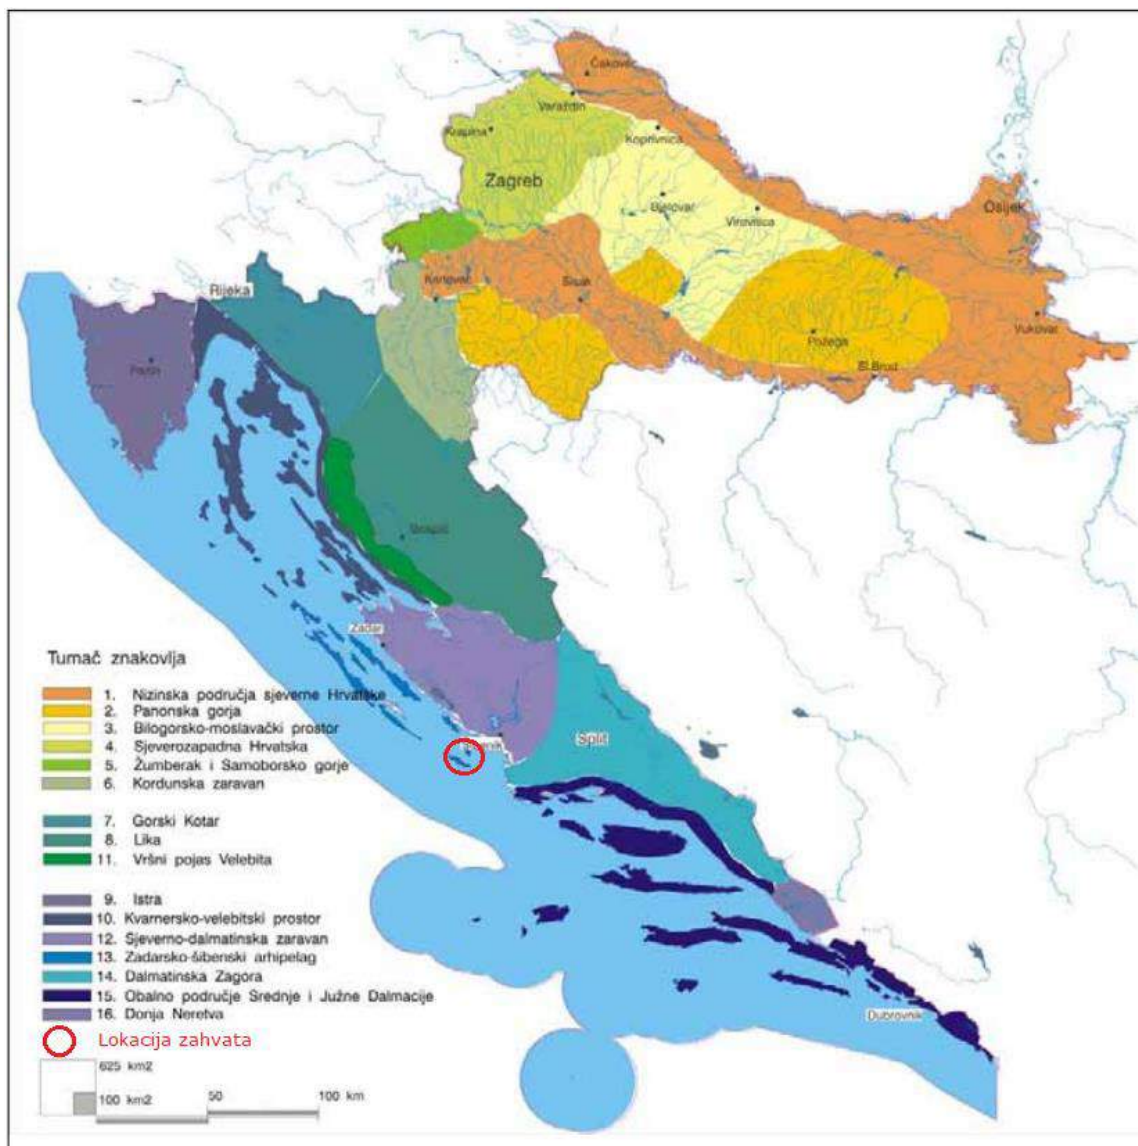 Čakovec
Varaždin
Krapina
Koprivnica
Zagreb
Bjelovar
Virovitica
Osijek
Karlovac
Sisak
Rijeka
Vukovar
Požega
Sl.Brod
Pazin
Gospić
Zadar
Split
Dubrovnik
Tumač znakovlja
1. Nizinska područja sjeverne Hrvatske
2. Panonska gorja
3. Bilogorsko-moslavački prostor
4. Sjeverozapadna Hrvatska
5. Žumberak i Samoborsko gorje
6. Kordunska zaravan
7. Gorski Kotar
8. Lika
11. Vršni pojas Velebita
9. Istra
10. Kvarnersko-velebitski prostor
12. Sjeverno-dalmatinska zaravan
13. Zadarsko-šibenski arhipelag
14. Dalmatinska Zagora
15. Obalno područje Srednje i Južne Dalmacije
16. Donja Neretva
Lokacija zahvata
625 km2
100 km2
50
100 km